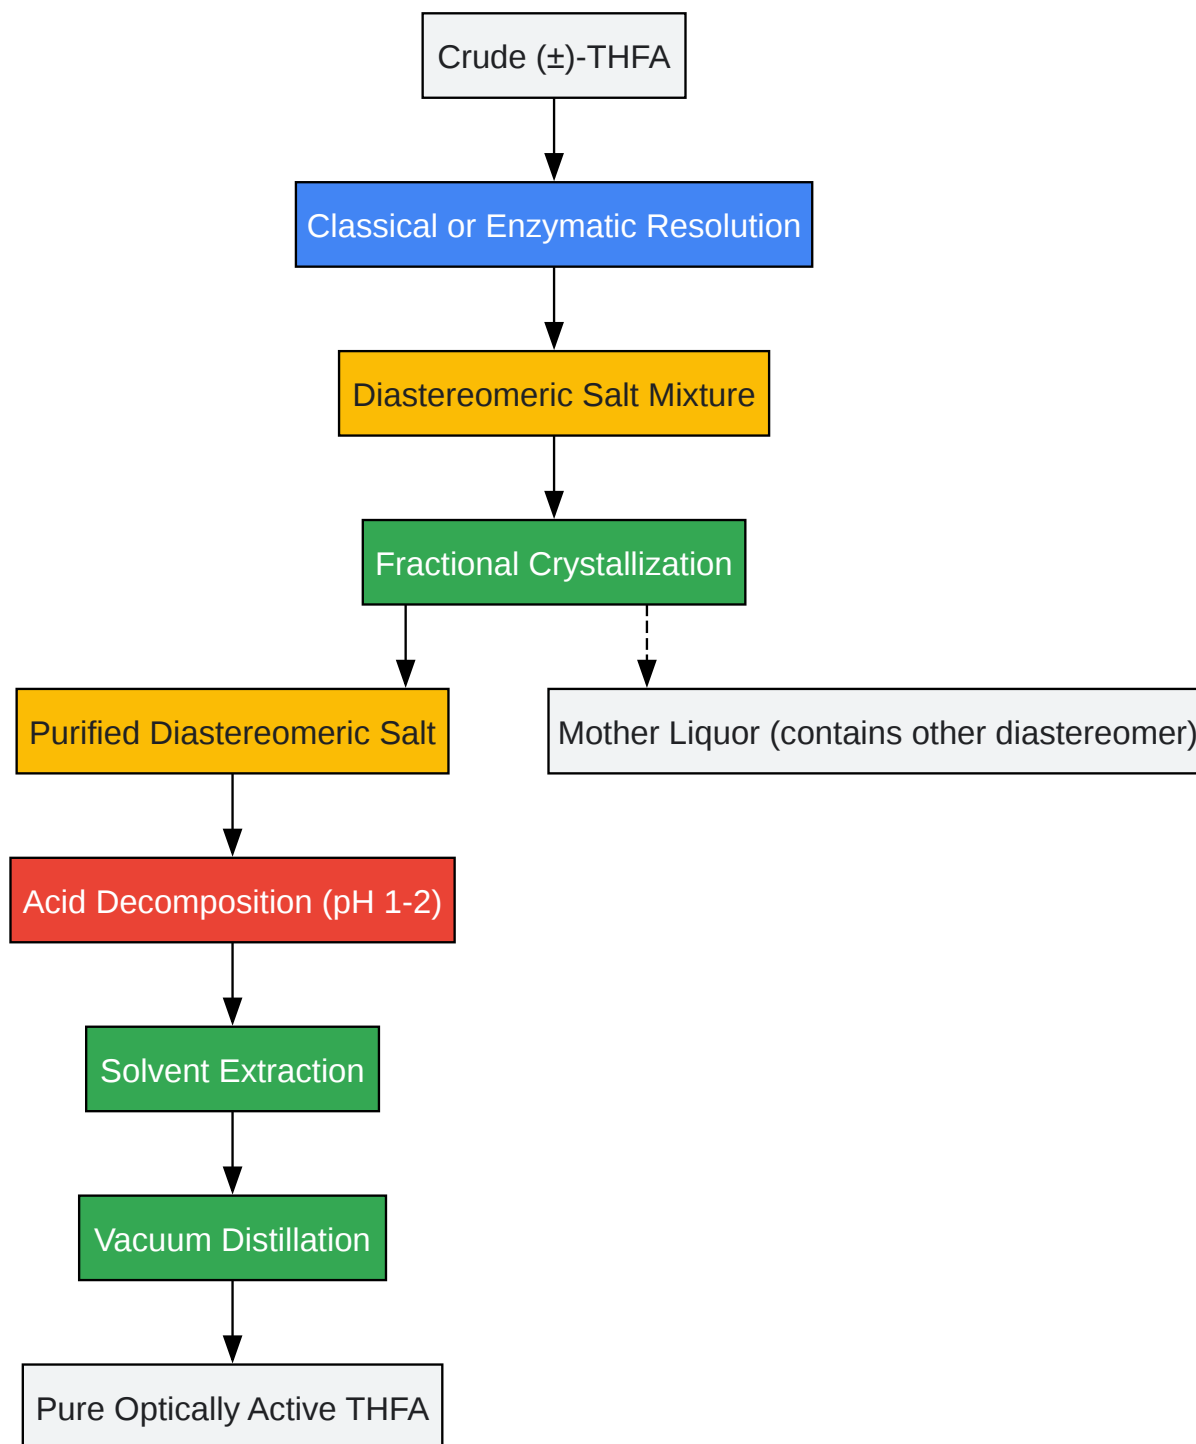 Crude (±)-THFA
Classical or Enzymatic Resolution
Diastereomeric Salt Mixture
Fractional Crystallization
Purified Diastereomeric Salt
Mother Liquor (contains other diastereomer)
Acid Decomposition (pH 1-2)
Solvent Extraction
Vacuum Distillation
Pure Optically Active THFA